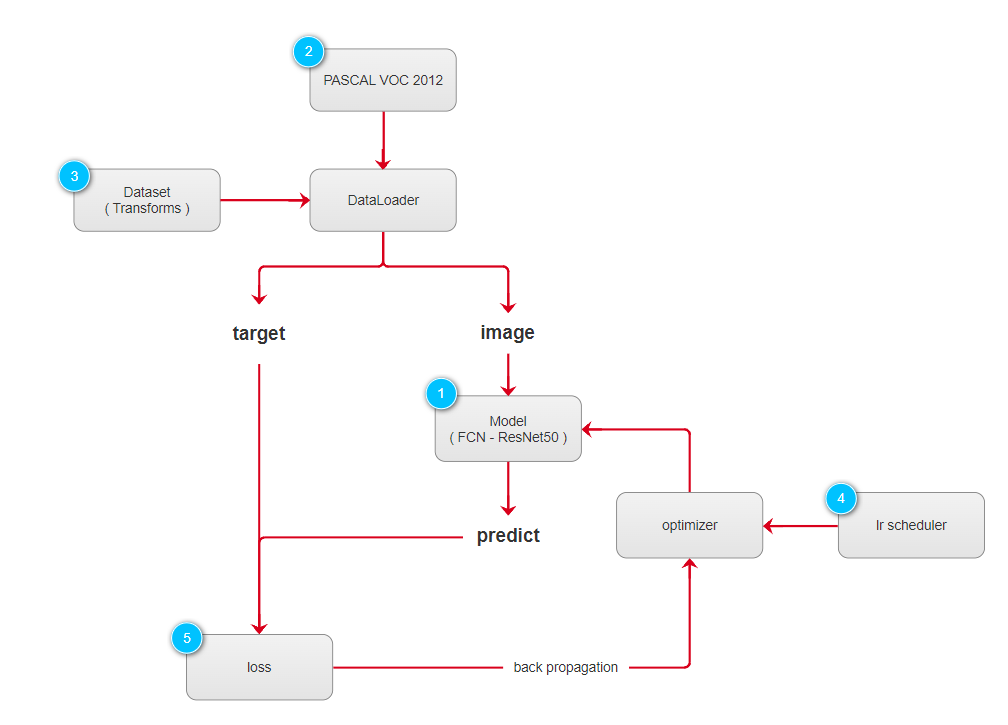 2
PASCAL VOC 2012
3
Dataset
( Transforms )
DataLoader
target
image
1
Model
( FCN - ResNet50 )
4
optimizer
lr scheduler
predict
5
loss
back propagation